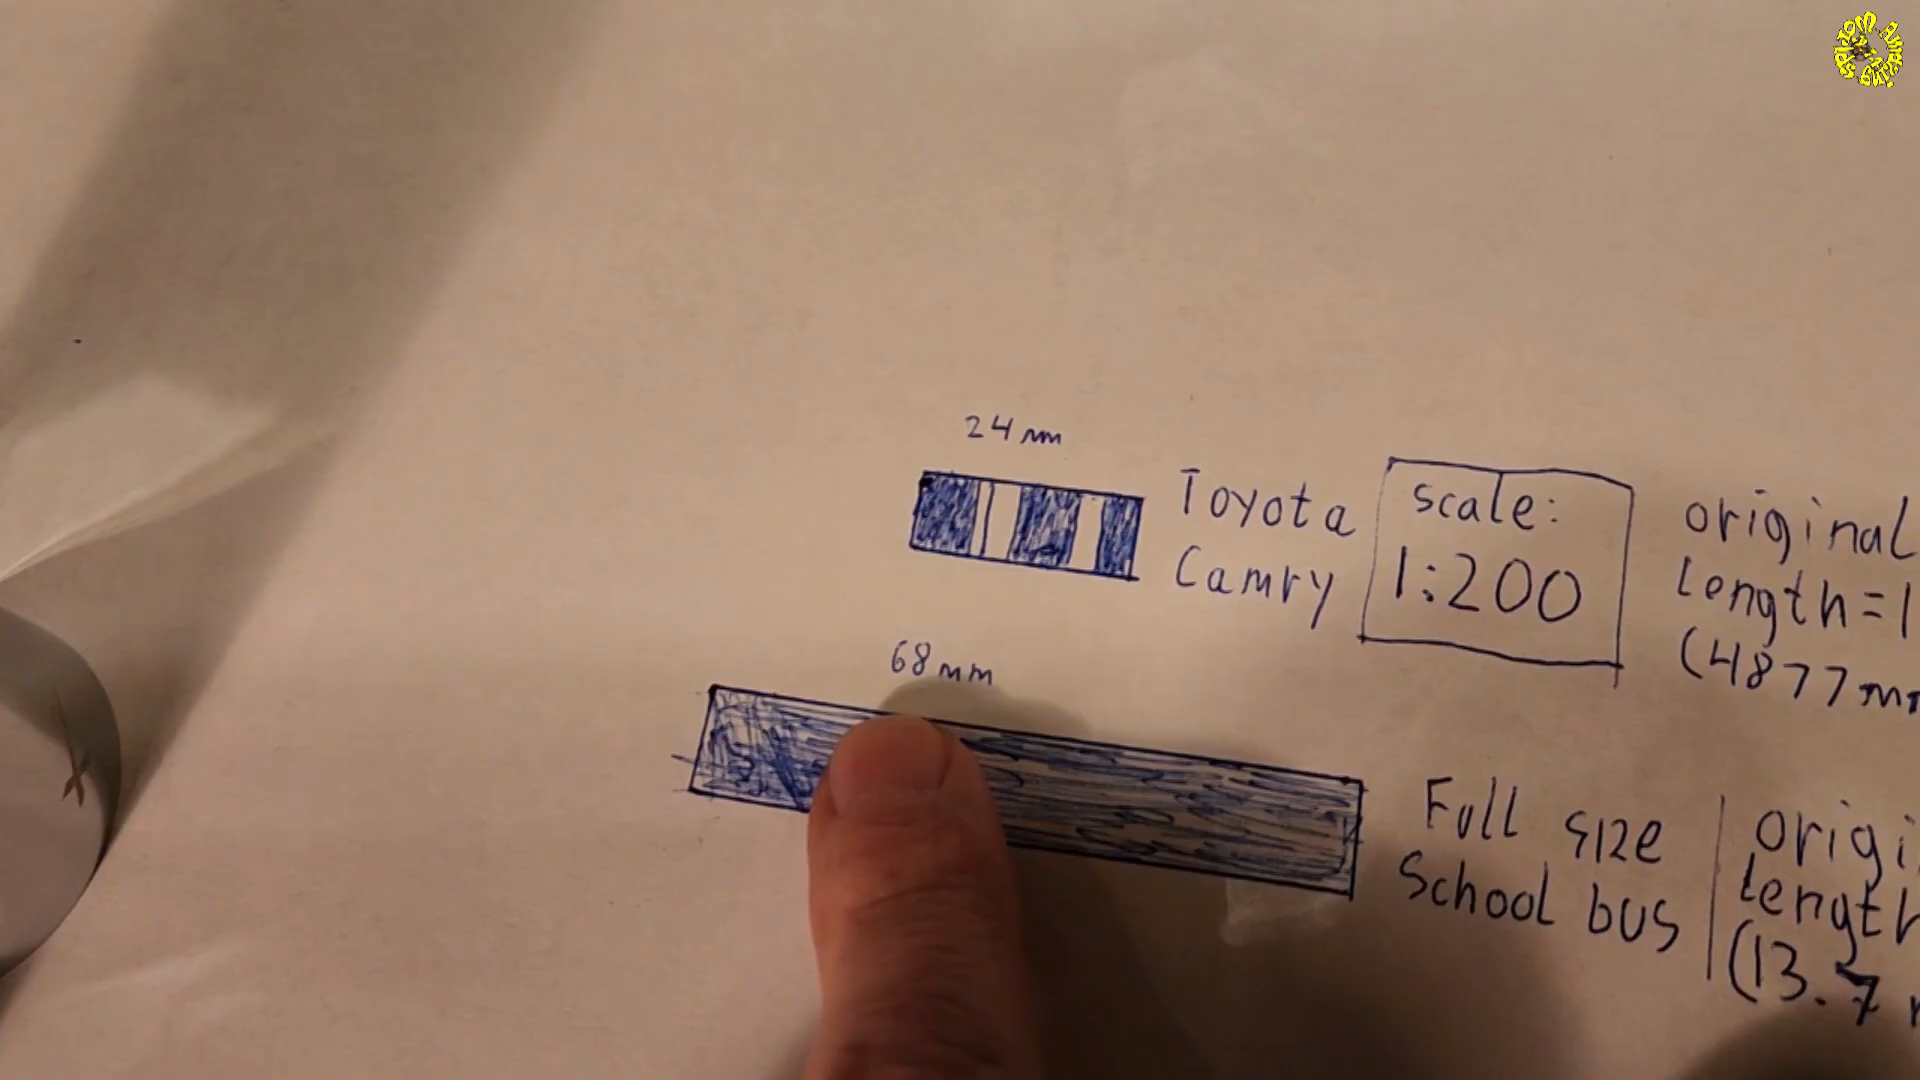 24 mm
Toyota
Camry
scale:
1:200
original
length=1
(4877 m
68 mm
Full size
School bus
origi
length
(13.7